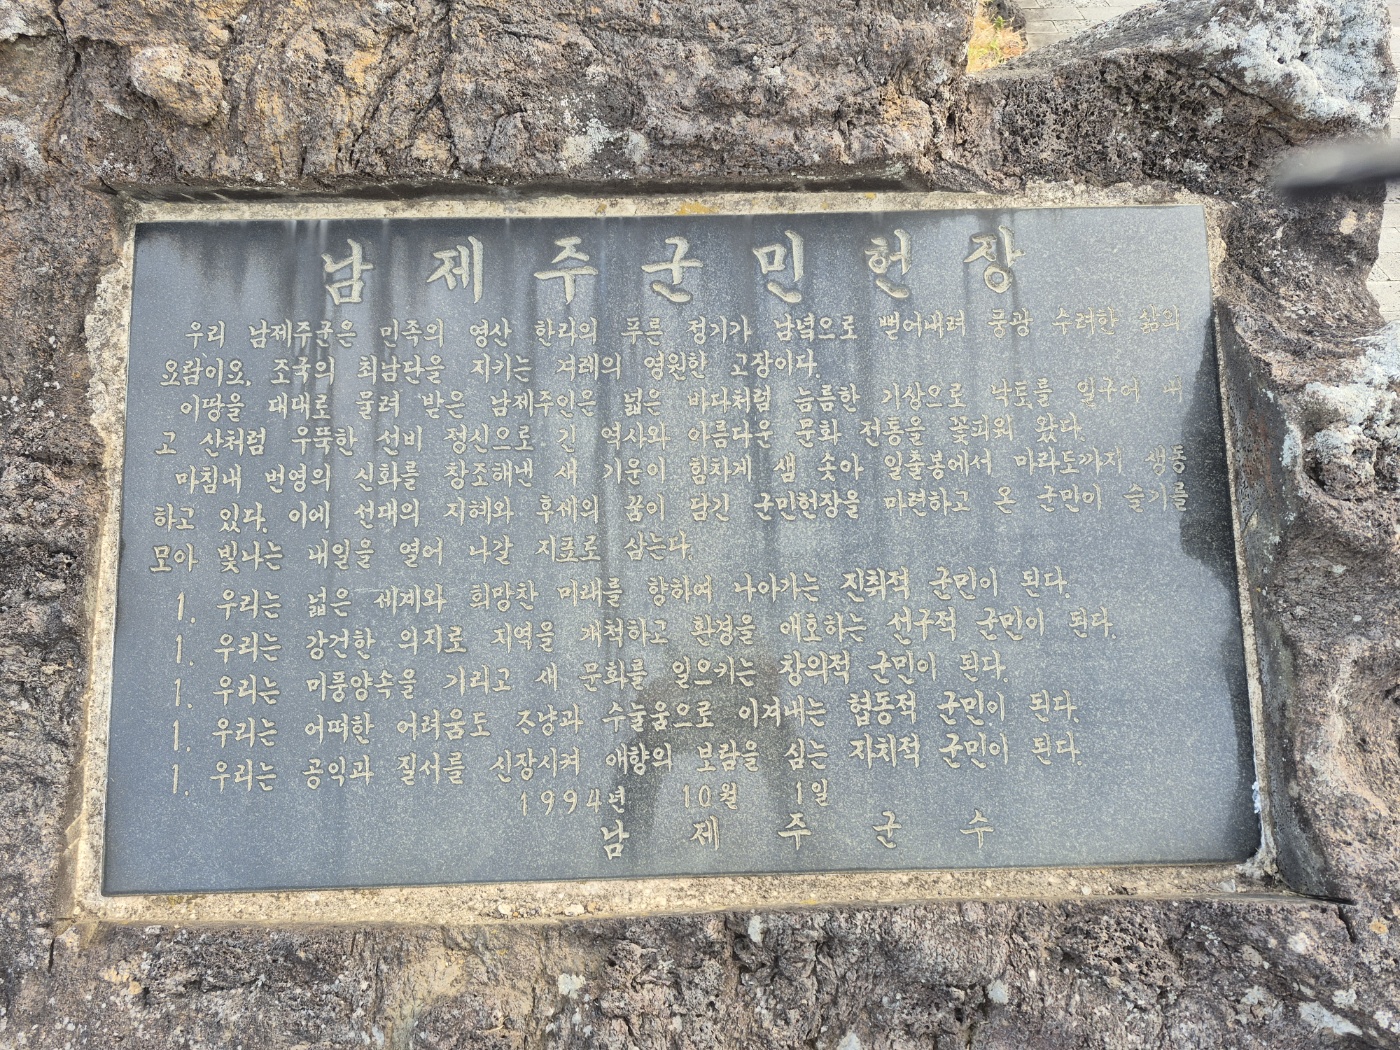 남제주군민헌장
우리 남제주군은 민족의 영산 한라의 푸른 정기가 남녘으로 뻗어내려 풍광 수려한 삶의
오람이오, 조국의 최남단을 지키는 겨레의 영원한 고장이다.
이땅을 대대로 물려 받은 남제주인은 넓은 바다처럼 늠름한 기상으로 낙토를 일구어 내
고 산처럼 우뚝한 선비 정신으로 긴 역사와 아름다운 문화 전통을 꽃피워 왔다.
마침내 번영의 신화를 창조해낸 새 기운이 힘차게 샘 솟아 일출봉에서 마라도까지 생동
하고 있다. 이에 선대의 지혜와 후세의 꿈이 담긴 군민헌장을 마련하고 온 군민이 슬기를
모아 빛나는 내일을 열어 나갈 지표로 삼는다.
1. 우리는 넓은 세계와 희망찬 미래를 향하여 나아가는 진취적 군민이 된다.
1. 우리는 강건한 의지로 지역을 개척하고 환경을 애호하는 선구적 군민이 된다.
1. 우리는 미풍양속을 기리고 새 문화를 일으키는 창의적 군민이 된다.
1. 우리는 어떠한 어려움도 ᄌᆞ냥과 수눌움으로 이겨내는 협동적 군민이 된다.
1. 우리는 공익과 질서를 신장시켜 애향의 보람을 심는 자치적 군민이 된다.
1994년 10월 1일
남제주군수